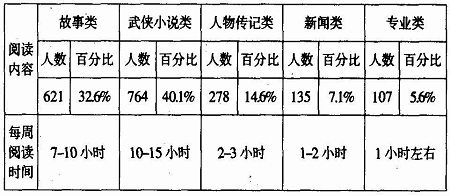 阅读内容 故事类 武侠小说类 人物传记类 新闻类 专业类
人数 百分比 人数 百分比 人数 百分比 人数 百分比 人数 百分比
621 32.6% 764 40.1% 278 14.6% 135 7.1% 107 5.6%
每周阅读时间 7–10小时 10–15小时 2–3小时 1–2小时 1小时左右